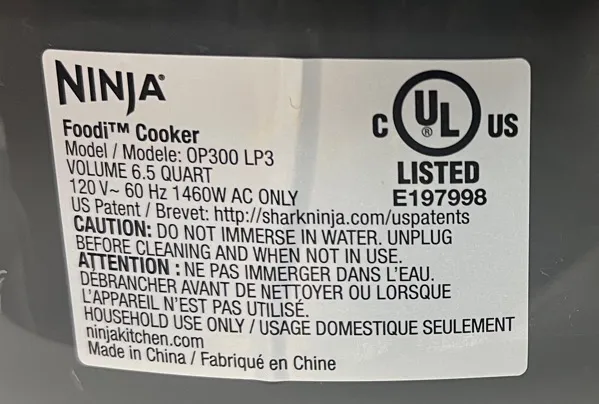 NINJA®
Foodi™ Cooker
Model / Modele: OP300 LP3
VOLUME 6.5 QUART
120 V~ 60 Hz 1460W AC ONLY
US Patent / Brevet: http://sharkninja.com/uspatents
CAUTION: DO NOT IMMERSE IN WATER. UNPLUG
BEFORE CLEANING AND WHEN NOT IN USE.
ATTENTION : NE PAS IMMERGER DANS L'EAU.
DÉBRANCHER AVANT DE NETTOYER OU LORSQUE
L'APPAREIL N'EST PAS UTILISÉ.
HOUSEHOLD USE ONLY / USAGE DOMESTIQUE SEULEMENT
ninjakitchen.com
Made in China / Fabriqué en Chine
C UL® US
LISTED
E197998